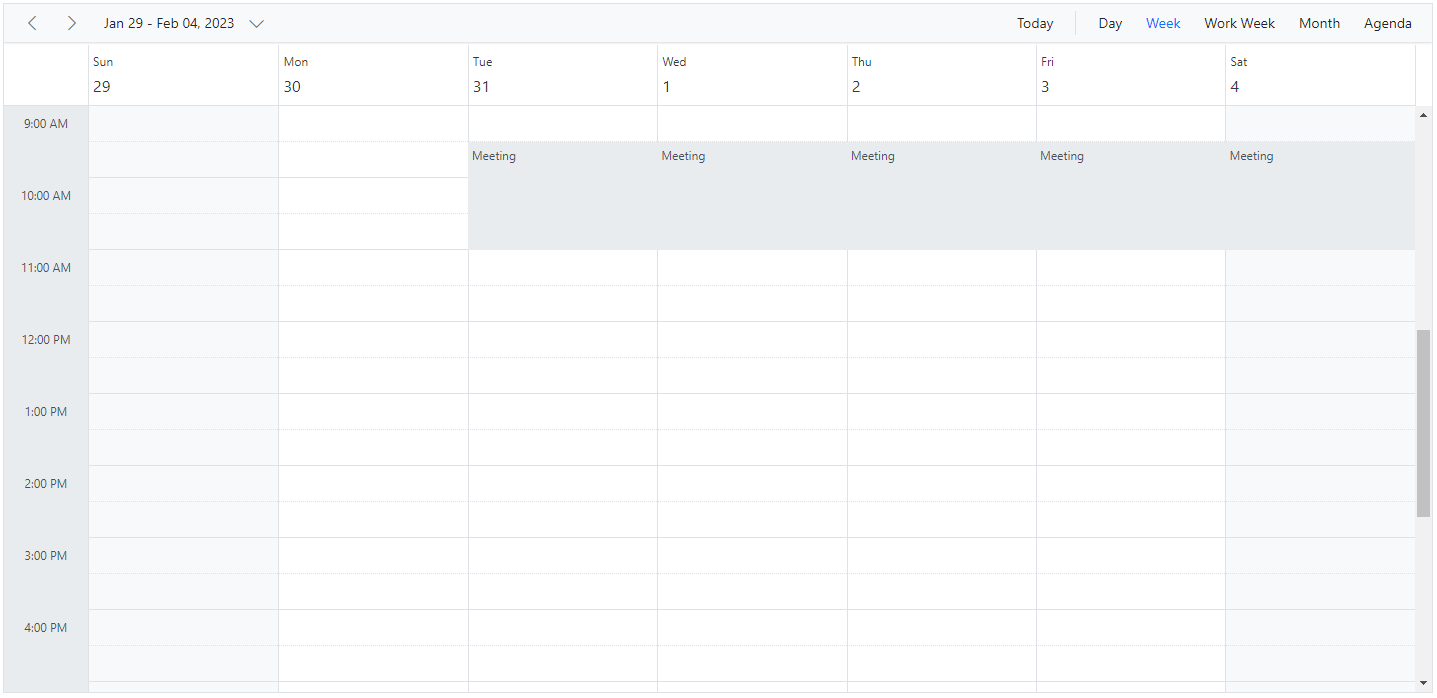 Jan 29 - Feb 04, 2023 Today Day Week Work Week Month Agenda
Sun Mon Tue Wed Thu Fri Sat
29 30 31 1 2 3 4
9:00 AM
Meeting Meeting Meeting Meeting Meeting
10:00 AM
11:00 AM
12:00 PM
1:00 PM
2:00 PM
3:00 PM
4:00 PM